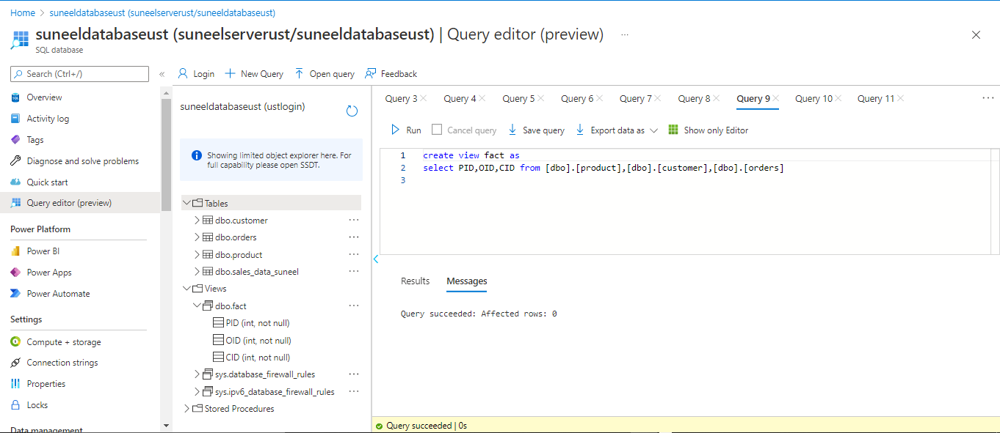 Home > suneeldatabaseust (suneelserverust/suneeldatabaseust)
suneeldatabaseust (suneelserverust/suneeldatabaseust) | Query editor (preview) ...
SQL database
Search (Ctrl+/)
«
Overview
Activity log
Tags
Diagnose and solve problems
Quick start
Query editor (preview)
Power Platform
Power BI
Power Apps
Power Automate
Settings
Compute + storage
Connection strings
Properties
Locks
Data management
Login
New Query
Open query
Feedback
suneeldatabaseust (ustlogin)
Showing limited object explorer here. For
full capability please open SSDT.
Tables
dbo.customer ...
dbo.orders ...
dbo.product ...
dbo.sales_data_suneel ...
Views
dbo.fact ...
PID (int, not null)
OID (int, not null)
CID (int, not null)
sys.database_firewall_rules ...
sys.ipv6_database_firewall_rules ...
Stored Procedures
Query 3 Query 4 Query 5 Query 6 Query 7 Query 8 Query 9 Query 10 Query 11 ...
Run Cancel query Save query Export data as Show only Editor
1 create view fact as
2 select PID,OID,CID from [dbo].[product],[dbo].[customer],[dbo].[orders]
3
Results Messages
Query succeeded: Affected rows: 0
Query succeeded | 0s